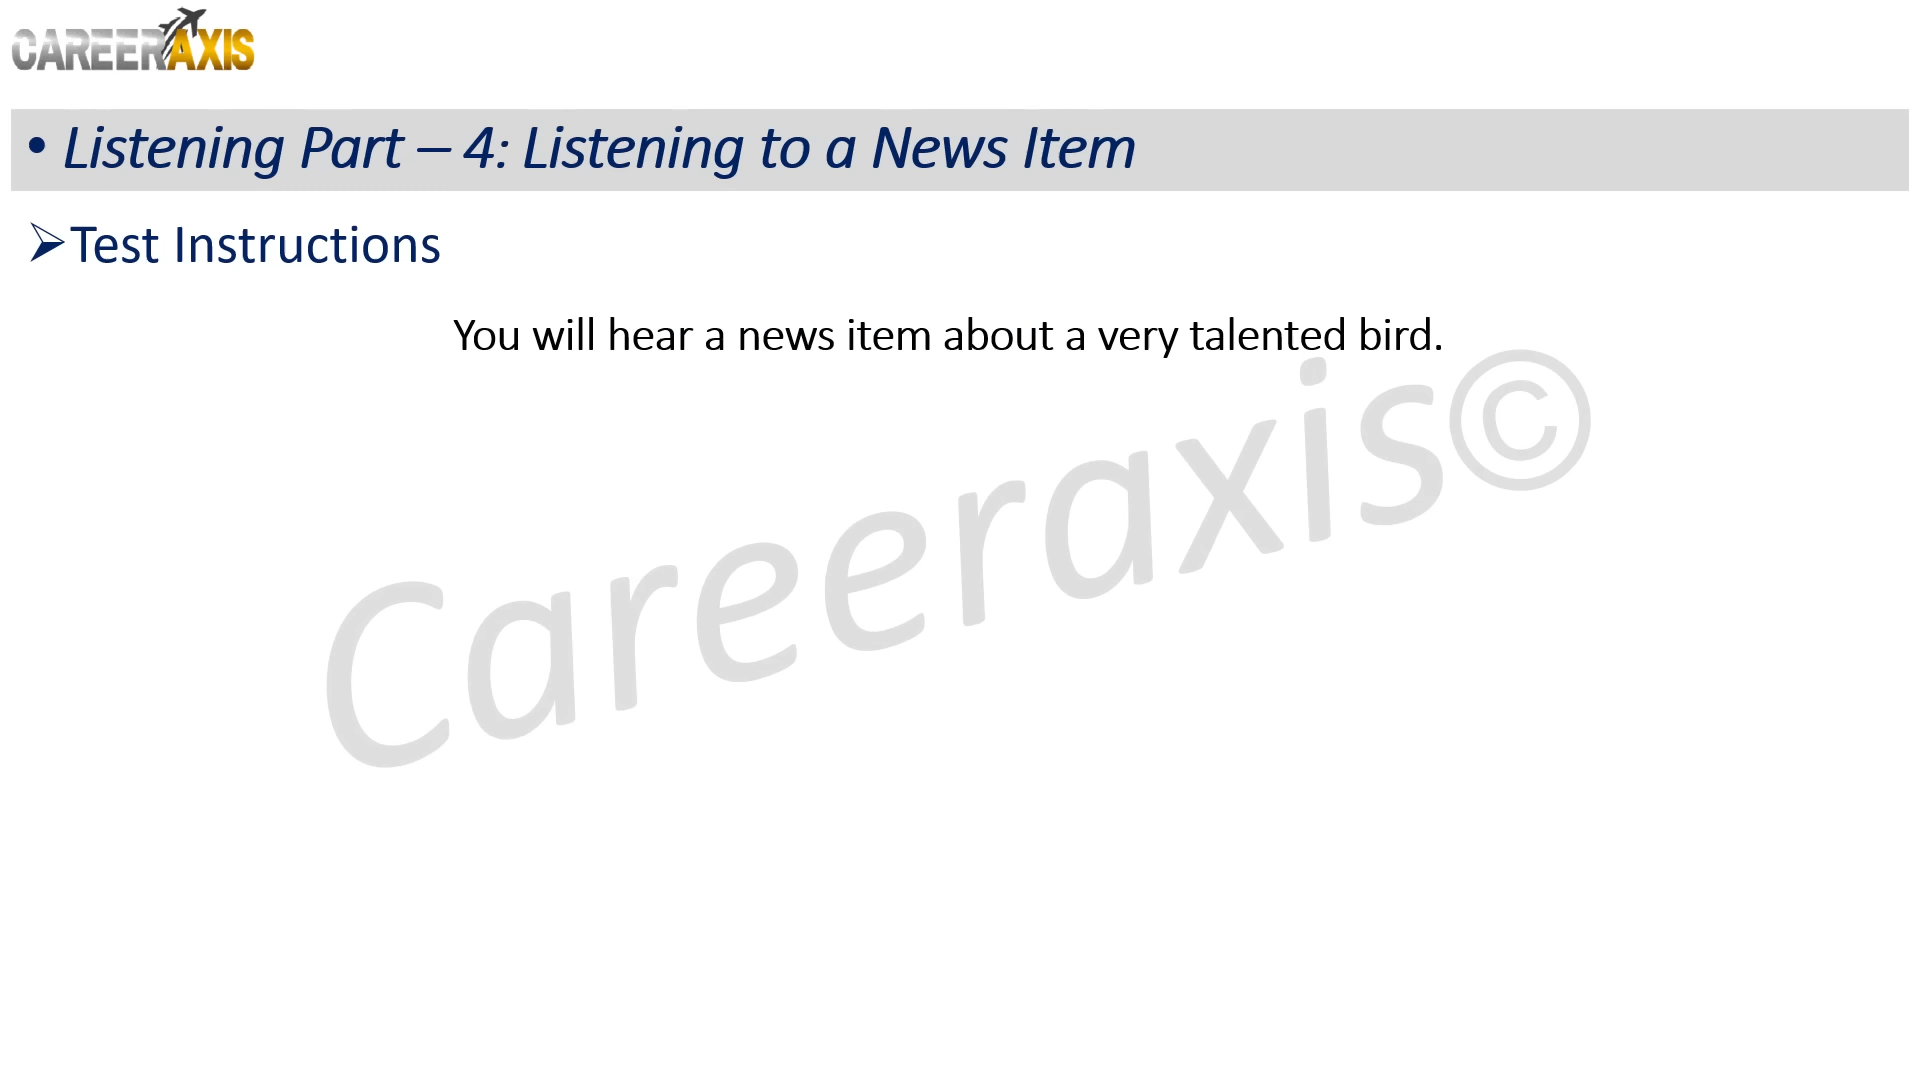 CAREERAXIS
• Listening Part – 4: Listening to a News Item
➢Test Instructions
You will hear a news item about a very talented bird.
Careeraxis©